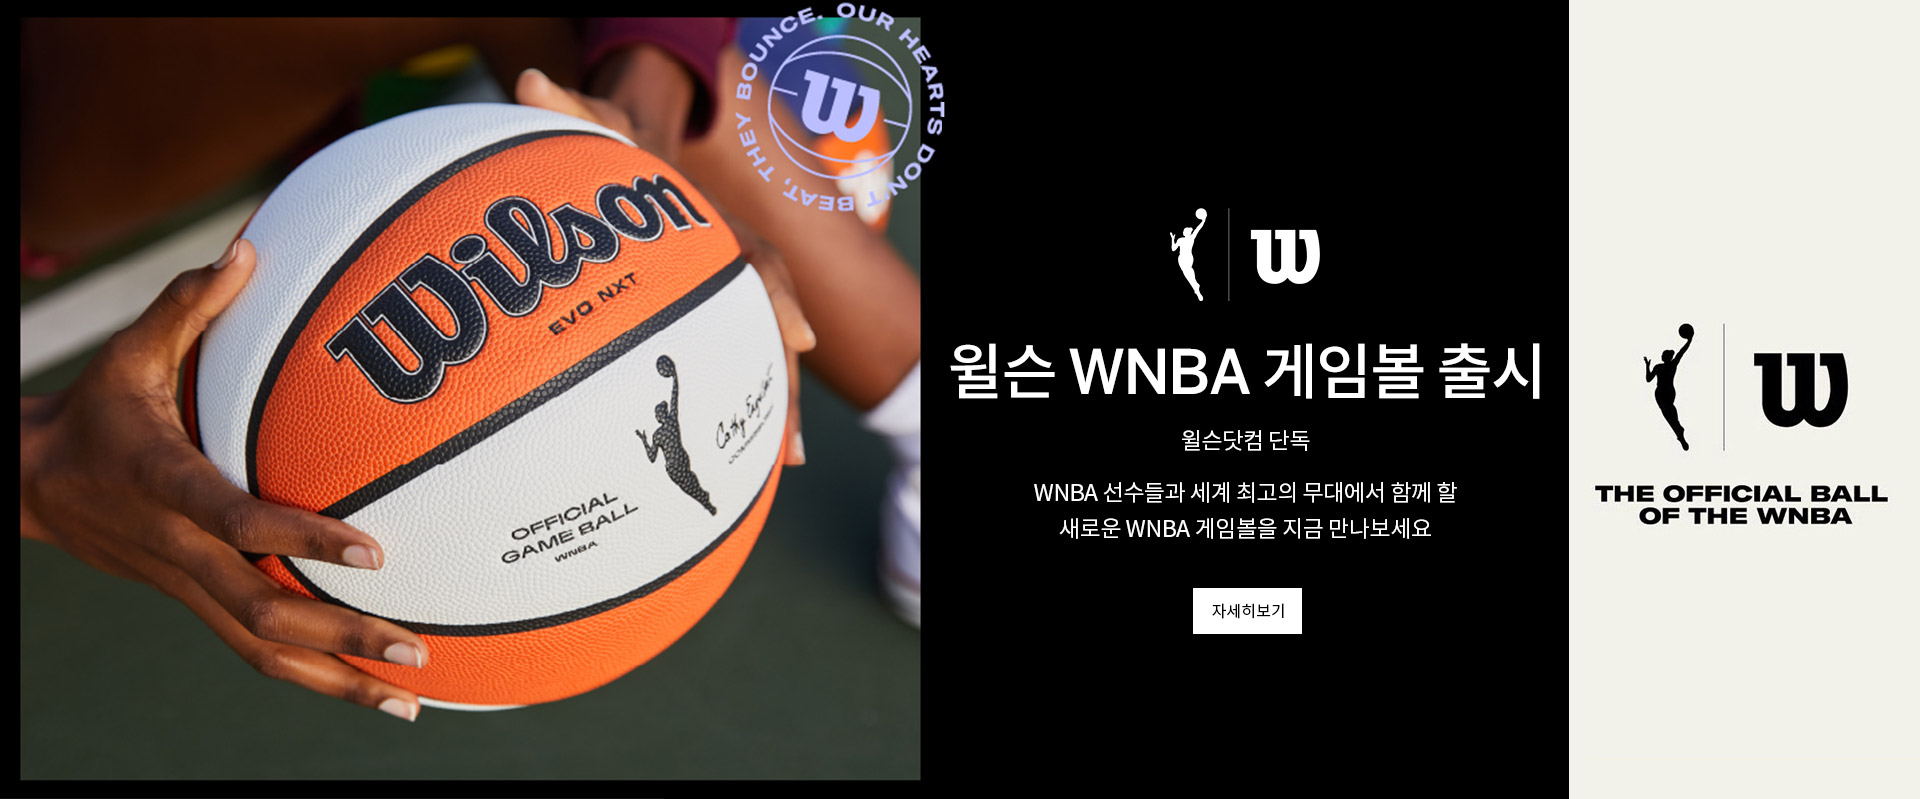 OUR HEARTS DON'T BEAT, THEY BOUNCE.
W
Wilson
EVO NXT
OFFICIAL
GAME BALL
WNBA
W
윌슨 WNBA 게임볼 출시
윌슨닷컴 단독
WNBA 선수들과 세계 최고의 무대에서 함께 할
새로운 WNBA 게임볼을 지금 만나보세요
자세히보기
W
THE OFFICIAL BALL
OF THE WNBA